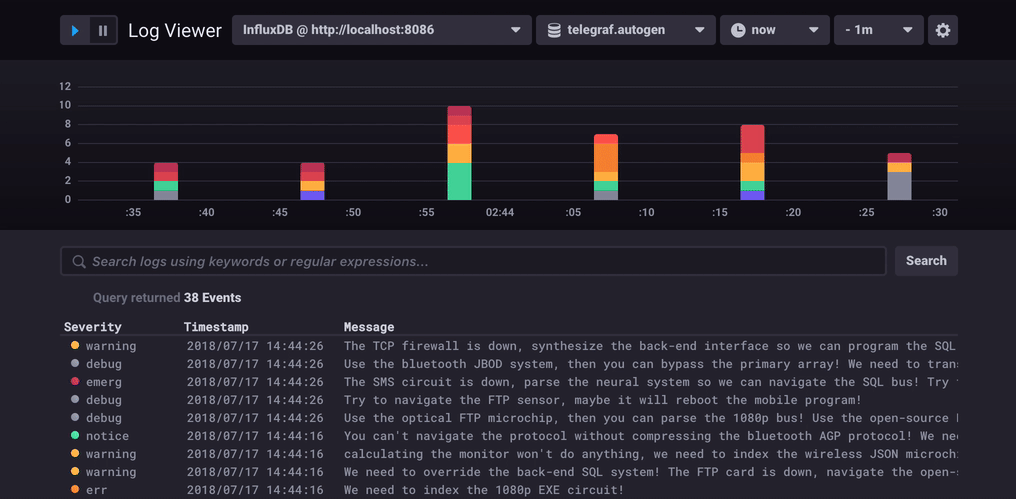 Log Viewer InfluxDB @ http://localhost:8086 telegraf.autogen now - 1m
12
10
8
6
4
2
0
:35 :40 :45 :50 :55 02:44 :05 :10 :15 :20 :25 :30
Search logs using keywords or regular expressions... Search
Query returned 38 Events
Severity Timestamp Message
warning 2018/07/17 14:44:26 The TCP firewall is down, synthesize the back-end interface so we can program the SQL
debug 2018/07/17 14:44:26 Use the bluetooth JBOD system, then you can bypass the primary array! We need to
emerg 2018/07/17 14:44:26 The SMS circuit is down, parse the neural system so we can navigate the SQL bus! Try
debug 2018/07/17 14:44:26 Try to navigate the FTP sensor, maybe it will reboot the mobile program!
debug 2018/07/17 14:44:26 Use the optical FTP microchip, then you can parse the 1080p bus! Use the open-source
notice 2018/07/17 14:44:16 You can't navigate the protocol without compressing the bluetooth AGP protocol! We
warning 2018/07/17 14:44:16 calculating the monitor won't do anything, we need to index the wireless JSON
warning 2018/07/17 14:44:16 We need to override the back-end SQL system! The FTP card is down, navigate the
err 2018/07/17 14:44:16 We need to index the 1080p EXE circuit!